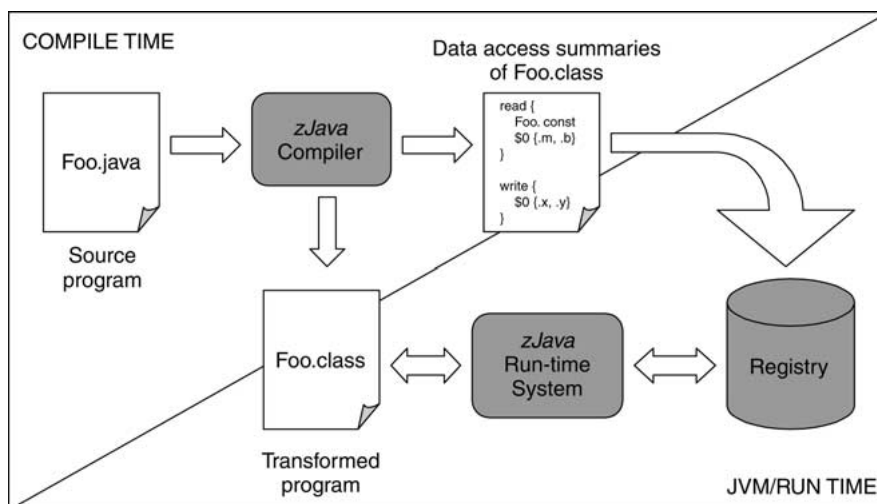 COMPILE TIME
Data access summaries
of Foo.class
Foo.java
zJava
Compiler
read {
Foo. const
$0 {.m, .b}
}
write {
$0 {.x, .y}
}
Source
program
Foo.class
zJava
Run-time
System
Registry
Transformed
program
JVM/RUN TIME